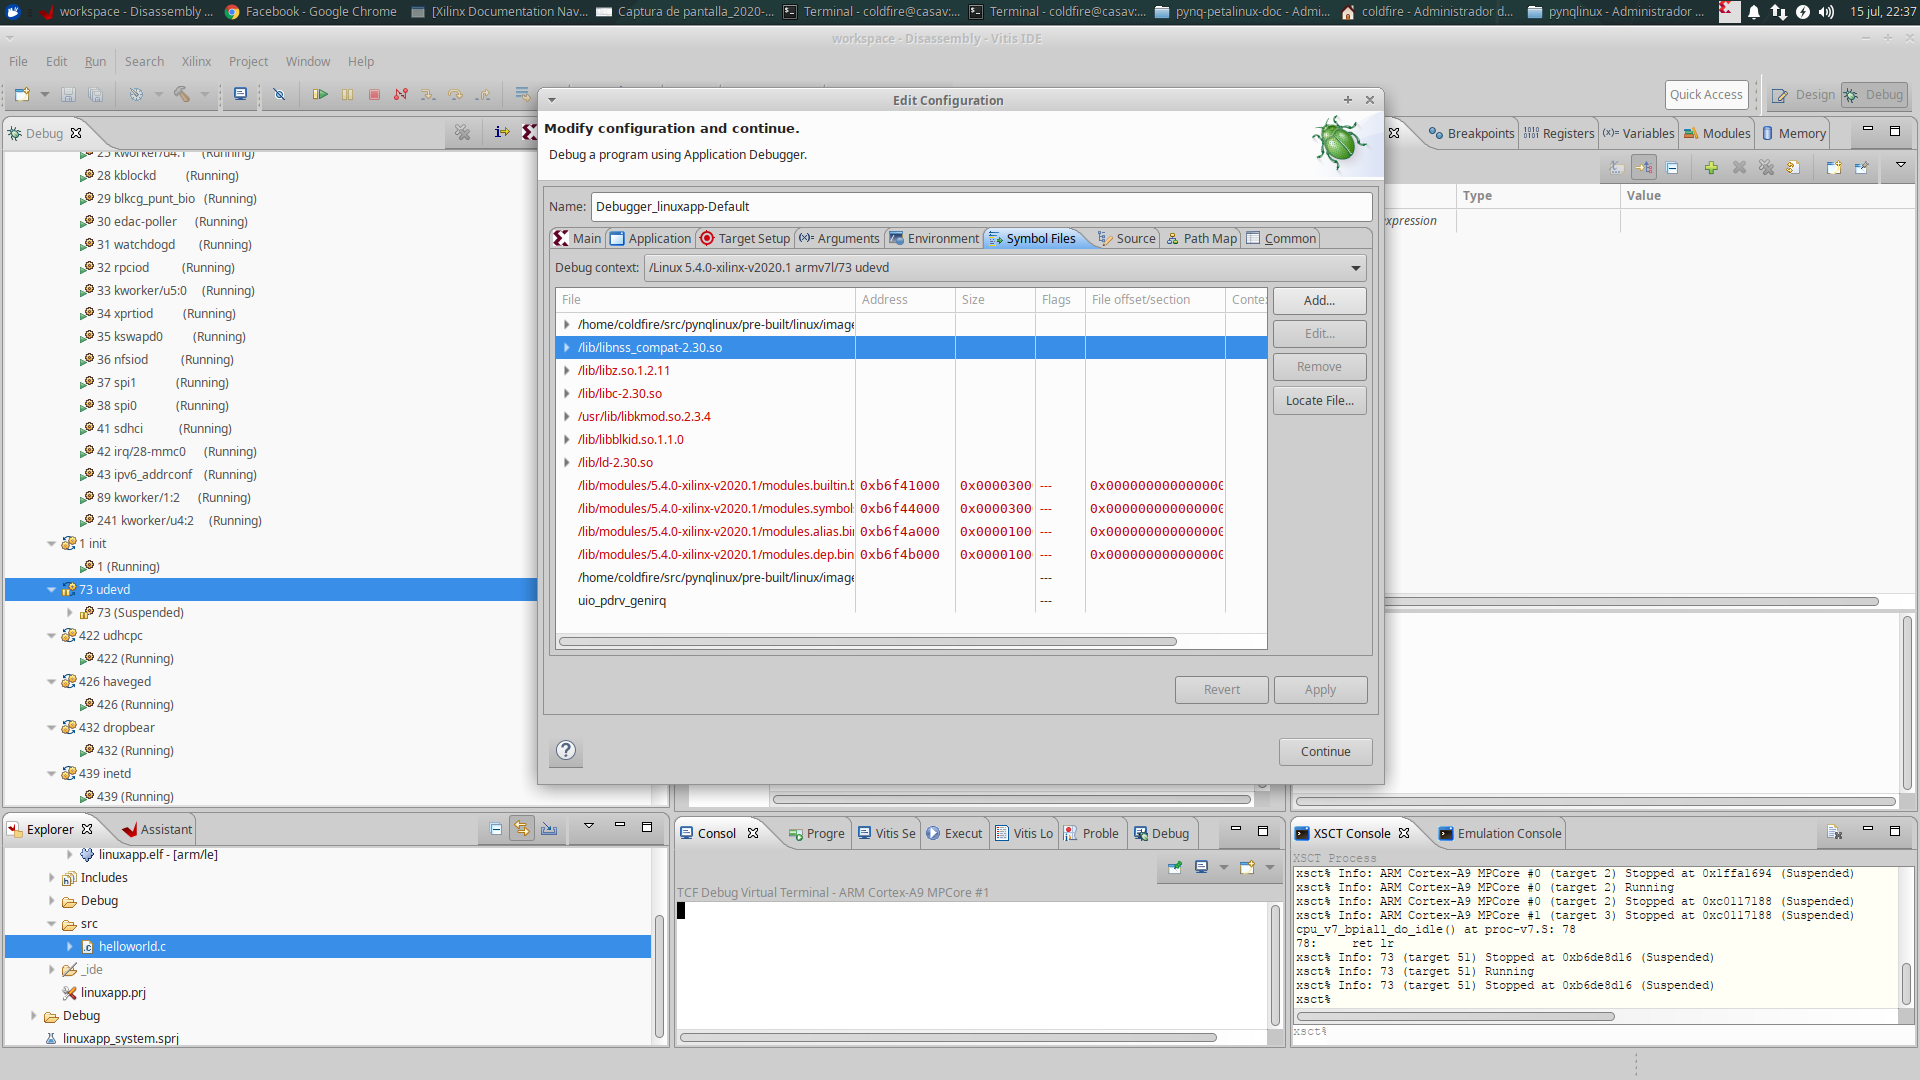 workspace - Disassembly ...
Facebook - Google Chrome
[Xilinx Documentation Nav...
Captura de pantalla_2020-...
Terminal - coldfire@casav:...
Terminal - coldfire@casav:...
pynq-petalinux-doc - Admi...
coldfire - Administrador d...
pynqlinux - Administrador ...
15 jul, 22:37
workspace - Disassembly - Vitis IDE
File Edit Run Search Xilinx Project Window Help
Quick Access
Design
Debug
Debug
25 kworker/u4:1 (Running)
28 kblockd (Running)
29 blkcg_punt_bio (Running)
30 edac-poller (Running)
31 watchdogd (Running)
32 rpciod (Running)
33 kworker/u5:0 (Running)
34 xprtiod (Running)
35 kswapd0 (Running)
36 nfsiod (Running)
37 spi1 (Running)
38 spi0 (Running)
41 sdhci (Running)
42 irq/28-mmc0 (Running)
43 ipv6_addrconf (Running)
89 kworker/1:2 (Running)
241 kworker/u4:2 (Running)
1 init
1 (Running)
73 udevd
73 (Suspended)
422 udhcpc
422 (Running)
426 haveged
426 (Running)
432 dropbear
432 (Running)
439 inetd
439 (Running)
Edit Configuration
Modify configuration and continue.
Debug a program using Application Debugger.
Name: Debugger_linuxapp-Default
Main Application Target Setup Arguments Environment Symbol Files Source Path Map Common
Debug context: /Linux 5.4.0-xilinx-v2020.1 armv7l/73 udevd
File Address Size Flags File offset/section Conte
/home/coldfire/src/pynqlinux/pre-built/linux/image
/lib/libnss_compat-2.30.so
/lib/libz.so.1.2.11
/lib/libc-2.30.so
/usr/lib/libkmod.so.2.3.4
/lib/libblkid.so.1.1.0
/lib/ld-2.30.so
/lib/modules/5.4.0-xilinx-v2020.1/modules.builtin.b 0xb6f41000 0x0000300 --- 0x000000000000000
/lib/modules/5.4.0-xilinx-v2020.1/modules.symbol 0xb6f44000 0x0000300 --- 0x000000000000000
/lib/modules/5.4.0-xilinx-v2020.1/modules.alias.bi 0xb6f4a000 0x0000100 --- 0x000000000000000
/lib/modules/5.4.0-xilinx-v2020.1/modules.dep.bin 0xb6f4b000 0x0000100 --- 0x000000000000000
/home/coldfire/src/pynqlinux/pre-built/linux/image ---
uio_pdrv_genirq ---
Add...
Edit...
Remove
Locate File...
Revert
Apply
Continue
Breakpoints Registers Variables Modules Memory
Type Value
expression
Explorer
Assistant
linuxapp.elf - [arm/le]
Includes
Debug
src
helloworld.c
_ide
linuxapp.prj
Debug
linuxapp_system.sprj
Consol Progre Vitis Se Execut Vitis Lo Proble Debug
TCF Debug Virtual Terminal - ARM Cortex-A9 MPCore #1
XSCT Console
Emulation Console
XSCT Process
xsct% Info: ARM Cortex-A9 MPCore #0 (target 2) Stopped at 0x1ffa1694 (Suspended)
xsct% Info: ARM Cortex-A9 MPCore #0 (target 2) Running
xsct% Info: ARM Cortex-A9 MPCore #0 (target 2) Stopped at 0xc0117188 (Suspended)
xsct% Info: ARM Cortex-A9 MPCore #1 (target 3) Stopped at 0xc0117188 (Suspended)
cpu_v7_bpiall_do_idle() at proc-v7.S: 78
78: ret lr
xsct% Info: 73 (target 51) Stopped at 0xb6de8d16 (Suspended)
xsct% Info: 73 (target 51) Running
xsct% Info: 73 (target 51) Stopped at 0xb6de8d16 (Suspended)
xsct%
xsct%